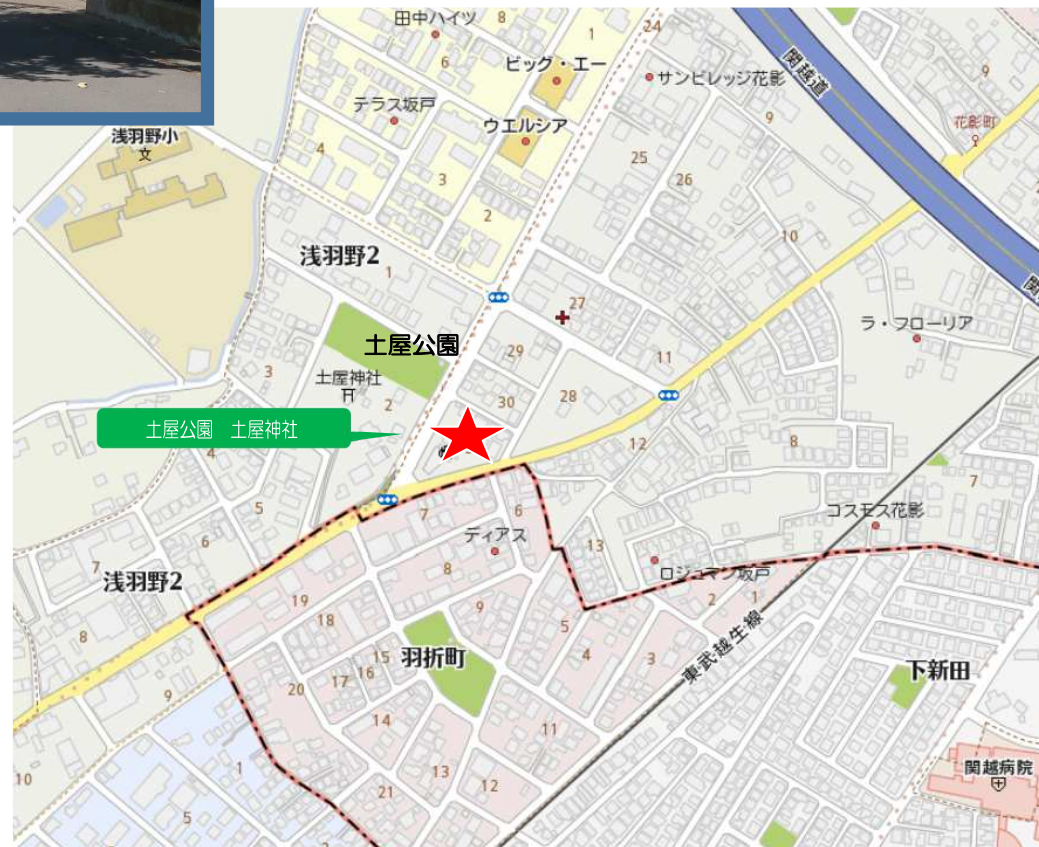 田中ハイツ
8
1
24
6
ビッグ・エー
サンビレッジ花影
関越道
9
花影町
テラス坂戸
ウエルシア
9
浅羽野小
文
4
3
25
26
2
10
浅羽野2
1
27
ラ・フローリア
土屋公園
29
11
3
土屋神社
2
30
28
土屋公園 土屋神社
12
8
4
7
5
7
6
コスモス花影
ディアス
6
13
7
8
ロジュマン坂戸
浅羽野2
19
9
2
1
18
5
8
15
羽折町
4
3
東武越生線
16
下新田
20
17
9
14
11
関越病院
1
13
10
21
12
5
2